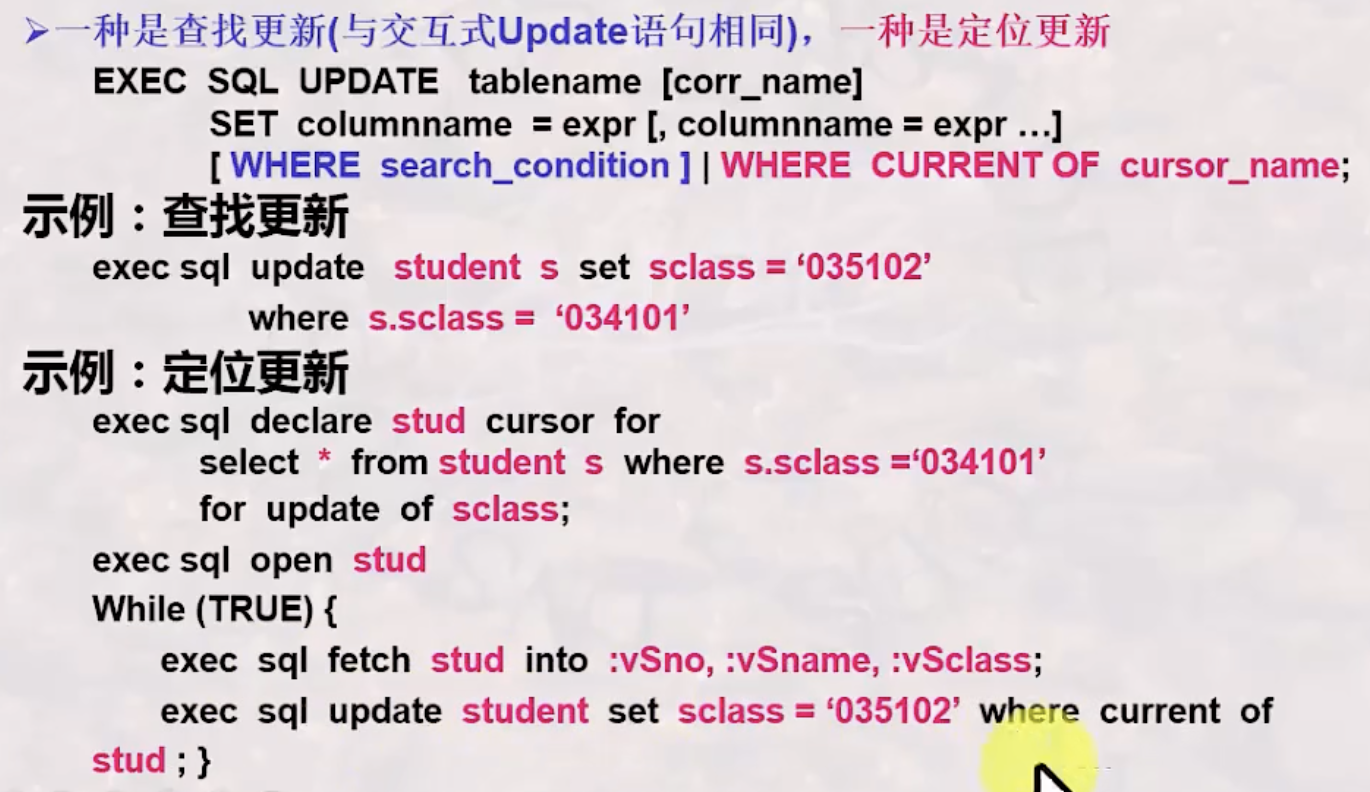 ➢一种是查找更新(与交互式Update语句相同)，一种是定位更新
EXEC SQL UPDATE tablename [corr_name]
SET columnname = expr [, columnname = expr …]
[ WHERE search_condition ] | WHERE CURRENT OF cursor_name;
示例：查找更新
exec sql update student s set sclass = ‘035102’
where s.sclass = ‘034101’
示例：定位更新
exec sql declare stud cursor for
select * from student s where s.sclass =‘034101’
for update of sclass;
exec sql open stud
While (TRUE) {
exec sql fetch stud into :vSno, :vSname, :vSclass;
exec sql update student set sclass = ‘035102’ where current of
stud ; }